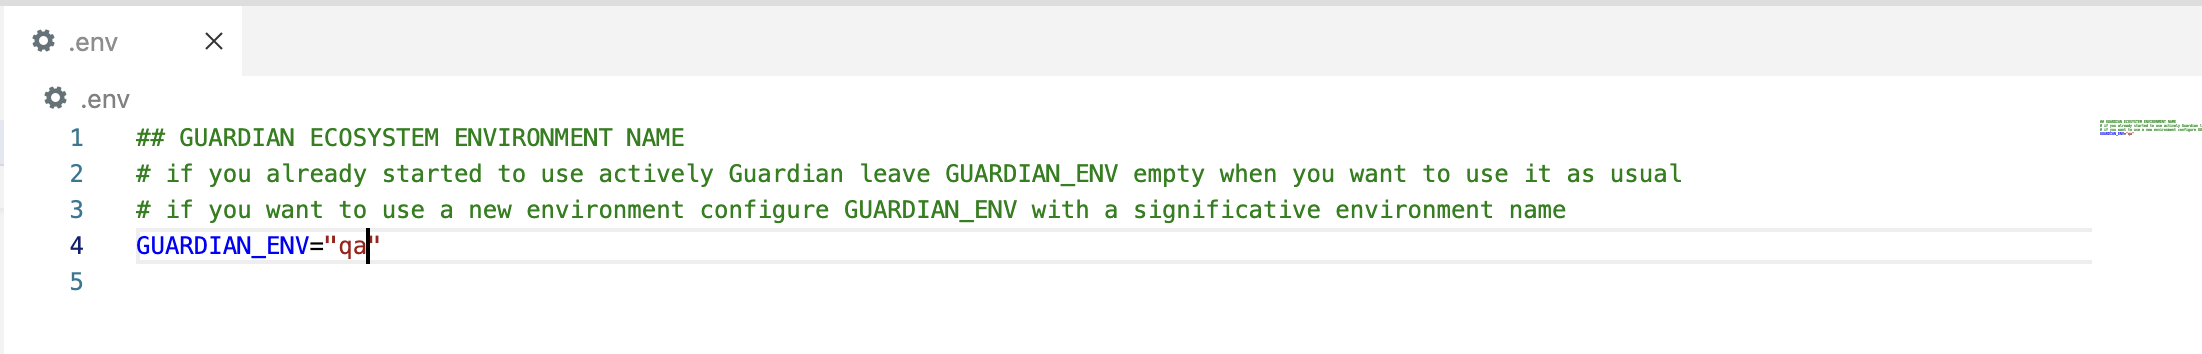 .env
.env
1 ## GUARDIAN ECOSYSTEM ENVIRONMENT NAME
2 # if you already started to use actively Guardian leave GUARDIAN_ENV empty when you want to use it as usual
3 # if you want to use a new environment configure GUARDIAN_ENV with a significative environment name
4 GUARDIAN_ENV="qa"
5